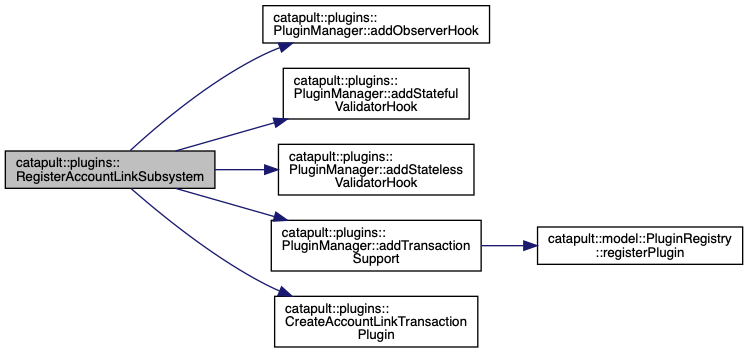 catapult::plugins::
RegisterAccountLinkSubsystem
catapult::plugins::
PluginManager::addObserverHook
catapult::plugins::
PluginManager::addStateful
ValidatorHook
catapult::plugins::
PluginManager::addStateless
ValidatorHook
catapult::plugins::
PluginManager::addTransaction
Support
catapult::model::PluginRegistry
::registerPlugin
catapult::plugins::
CreateAccountLinkTransaction
Plugin